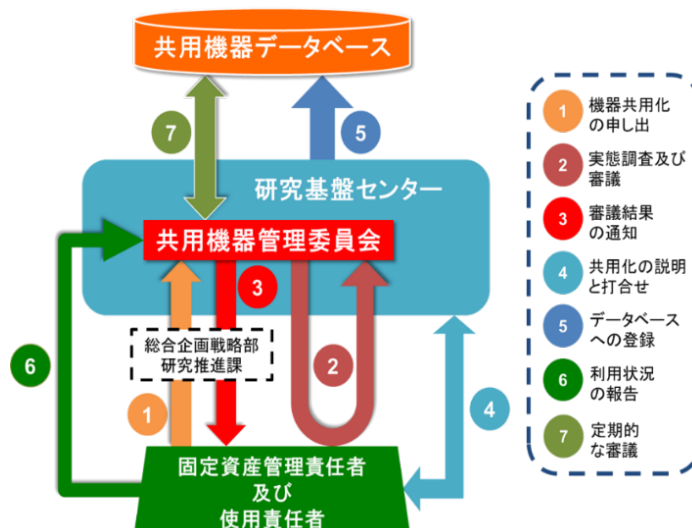 共用機器データベース
7
5
研究基盤センター
共用機器管理委員会
3
総合企画戦略部
研究推進課
6
2
1
4
固定資産管理責任者
及び
使用責任者
1 機器共用化
の申し出
2 実態調査及び
審議
3 審議結果
の通知
4 共用化の説明
と打合せ
5 データベース
への登録
6 利用状況
の報告
7 定期的
な審議